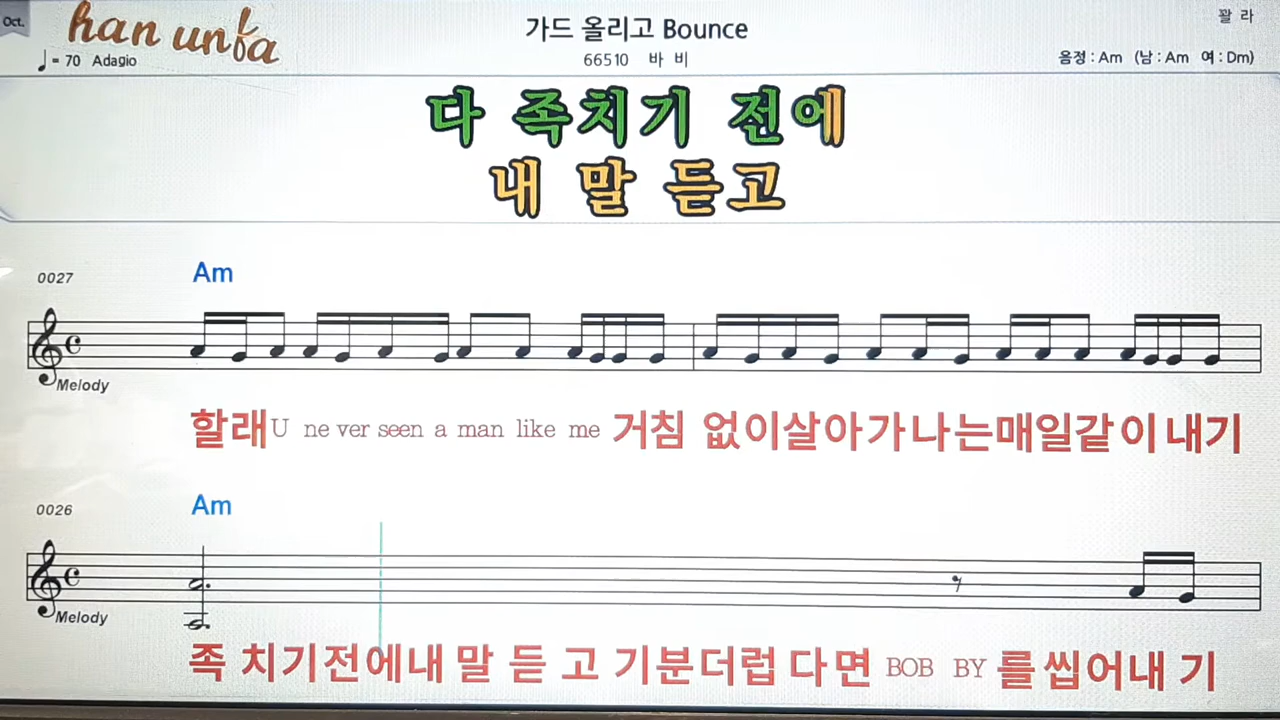 Oct.
han unfa
가드 올리고 Bounce
꽐 라
♩ = 70 Adagio
66510 바 비
음정 : Am (남 : Am 여 : Dm)
다 족치기 전에
내 말 듣고
0027
Am
Melody
할래U ne ver seen a man like me 거침 없이살아가나는매일같이내기
0026
Am
Melody
족 치기전에내 말 듣 고 기분더럽 다면 BOB BY 를씹어내 기